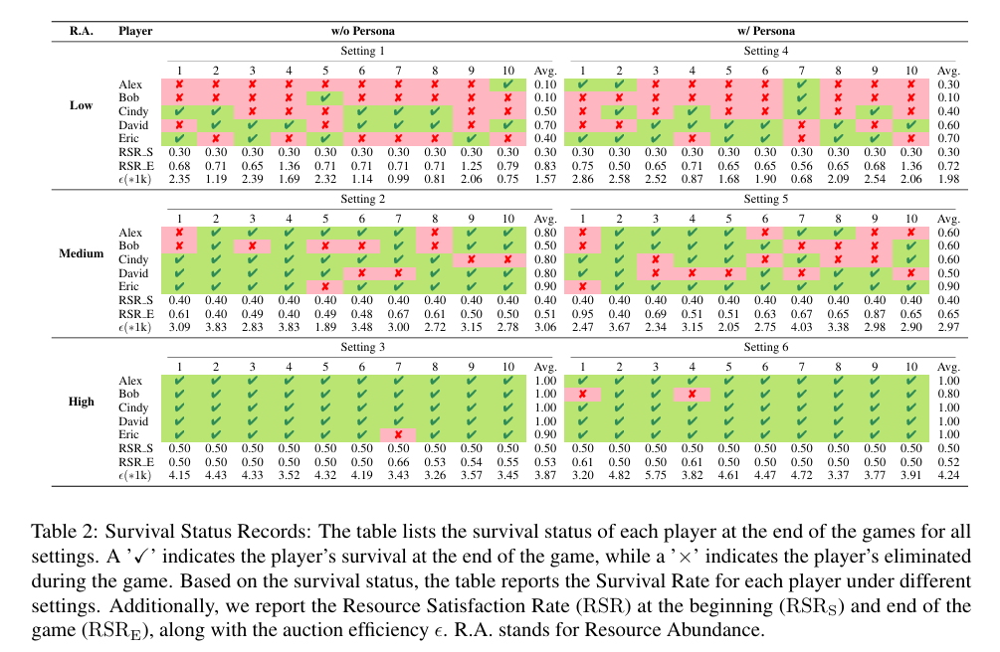 R.A. Player w/o Persona w/ Persona
Setting 1 Setting 4
1 2 3 4 5 6 7 8 9 10 Avg. 1 2 3 4 5 6 7 8 9 10 Avg.
Alex ✘ ✘ ✘ ✘ ✘ ✘ ✘ ✘ ✘ ✔ 0.10 ✔ ✔ ✘ ✘ ✘ ✘ ✔ ✘ ✘ ✘ 0.30
Bob ✘ ✘ ✘ ✘ ✔ ✘ ✘ ✘ ✘ ✘ 0.10 ✘ ✘ ✘ ✘ ✘ ✘ ✔ ✘ ✘ ✘ 0.10
Low Cindy ✔ ✔ ✘ ✘ ✘ ✔ ✔ ✔ ✘ ✘ 0.50 ✘ ✔ ✘ ✔ ✘ ✘ ✔ ✘ ✔ ✘ 0.40
David ✘ ✔ ✔ ✔ ✘ ✔ ✔ ✔ ✘ ✔ 0.70 ✘ ✘ ✔ ✔ ✔ ✔ ✘ ✔ ✘ ✔ 0.60
Eric ✔ ✘ ✔ ✘ ✔ ✘ ✘ ✘ ✔ ✘ 0.40 ✔ ✔ ✔ ✘ ✔ ✔ ✘ ✔ ✔ ✘ 0.70
RSR_S 0.30 0.30 0.30 0.30 0.30 0.30 0.30 0.30 0.30 0.30 0.30 0.30 0.30 0.30 0.30 0.30 0.30 0.30 0.30 0.30 0.30 0.30
RSR_E 0.68 0.71 0.65 1.36 0.71 0.71 0.71 0.71 1.25 0.79 0.83 0.75 0.50 0.65 0.71 0.65 0.65 0.56 0.65 0.68 1.36 0.72
ϵ(∗1k) 2.35 1.19 2.39 1.69 2.32 1.14 0.99 0.81 2.06 0.75 1.57 2.86 2.58 2.52 0.87 1.68 1.90 0.68 2.09 2.54 2.06 1.98
Setting 2 Setting 5
1 2 3 4 5 6 7 8 9 10 Avg. 1 2 3 4 5 6 7 8 9 10 Avg.
Alex ✘ ✔ ✔ ✔ ✔ ✔ ✔ ✘ ✔ ✔ 0.80 ✘ ✔ ✔ ✔ ✔ ✘ ✔ ✔ ✘ ✘ 0.60
Bob ✘ ✔ ✘ ✔ ✘ ✘ ✔ ✘ ✔ ✔ 0.50 ✘ ✔ ✔ ✔ ✔ ✔ ✘ ✘ ✘ ✔ 0.60
Medium Cindy ✔ ✔ ✔ ✔ ✔ ✔ ✔ ✔ ✘ ✘ 0.80 ✔ ✔ ✘ ✔ ✔ ✘ ✔ ✘ ✘ ✔ 0.60
David ✔ ✔ ✔ ✔ ✔ ✘ ✘ ✔ ✔ ✔ 0.80 ✔ ✔ ✘ ✘ ✘ ✔ ✘ ✔ ✔ ✘ 0.50
Eric ✔ ✔ ✔ ✔ ✘ ✔ ✔ ✔ ✔ ✔ 0.90 ✘ ✔ ✔ ✔ ✔ ✔ ✔ ✔ ✔ ✔ 0.90
RSR_S 0.40 0.40 0.40 0.40 0.40 0.40 0.40 0.40 0.40 0.40 0.40 0.40 0.40 0.40 0.40 0.40 0.40 0.40 0.40 0.40 0.40 0.40
RSR_E 0.61 0.40 0.49 0.40 0.49 0.48 0.67 0.61 0.50 0.50 0.51 0.95 0.40 0.69 0.51 0.51 0.63 0.67 0.65 0.87 0.65 0.65
ϵ(∗1k) 3.09 3.83 2.83 3.83 1.89 3.48 3.00 2.72 3.15 2.78 3.06 2.47 3.67 2.34 3.15 2.05 2.75 4.03 3.38 2.98 2.90 2.97
Setting 3 Setting 6
1 2 3 4 5 6 7 8 9 10 Avg. 1 2 3 4 5 6 7 8 9 10 Avg.
Alex ✔ ✔ ✔ ✔ ✔ ✔ ✔ ✔ ✔ ✔ 1.00 ✔ ✔ ✔ ✔ ✔ ✔ ✔ ✔ ✔ ✔ 1.00
Bob ✔ ✔ ✔ ✔ ✔ ✔ ✔ ✔ ✔ ✔ 1.00 ✘ ✔ ✔ ✘ ✔ ✔ ✔ ✔ ✔ ✔ 0.80
High Cindy ✔ ✔ ✔ ✔ ✔ ✔ ✔ ✔ ✔ ✔ 1.00 ✔ ✔ ✔ ✔ ✔ ✔ ✔ ✔ ✔ ✔ 1.00
David ✔ ✔ ✔ ✔ ✔ ✔ ✔ ✔ ✔ ✔ 1.00 ✔ ✔ ✔ ✔ ✔ ✔ ✔ ✔ ✔ ✔ 1.00
Eric ✔ ✔ ✔ ✔ ✔ ✔ ✘ ✔ ✔ ✔ 0.90 ✔ ✔ ✔ ✔ ✔ ✔ ✔ ✔ ✔ ✔ 1.00
RSR_S 0.50 0.50 0.50 0.50 0.50 0.50 0.50 0.50 0.50 0.50 0.50 0.50 0.50 0.50 0.50 0.50 0.50 0.50 0.50 0.50 0.50 0.50
RSR_E 0.50 0.50 0.50 0.50 0.50 0.50 0.66 0.53 0.54 0.55 0.53 0.61 0.50 0.50 0.61 0.50 0.50 0.50 0.50 0.50 0.50 0.52
ϵ(∗1k) 4.15 4.43 4.33 3.52 4.32 4.19 3.43 3.26 3.57 3.45 3.87 3.20 4.82 5.75 3.82 4.61 4.47 4.72 3.37 3.77 3.91 4.24
Table 2: Survival Status Records: The table lists the survival status of each player at the end of the games for all
settings. A ’✓’ indicates the player’s survival at the end of the game, while a ’×’ indicates the player’s eliminated
during the game. Based on the survival status, the table reports the Survival Rate for each player under different
settings. Additionally, we report the Resource Satisfaction Rate (RSR) at the beginning (RSR_S) and end of the
game (RSR_E), along with the auction efficiency ϵ. R.A. stands for Resource Abundance.